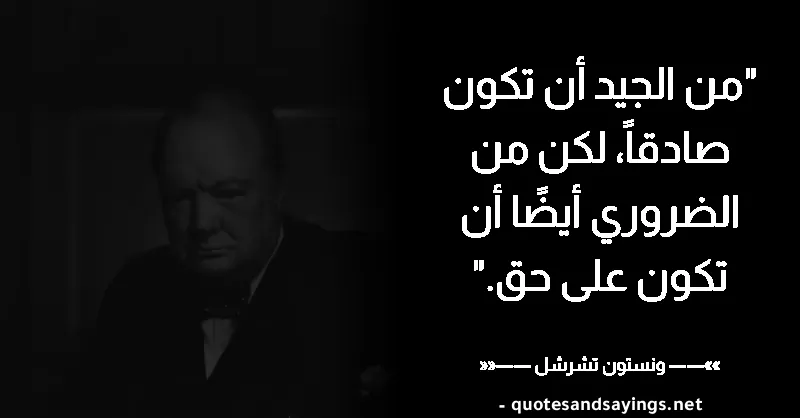 "من الجيد أن تكون
صادقاً، لكن من
الضروري أيضًا أن
تكون على حق."
»»—— ونستون تشرشل ——««
- quotesandsayings.net